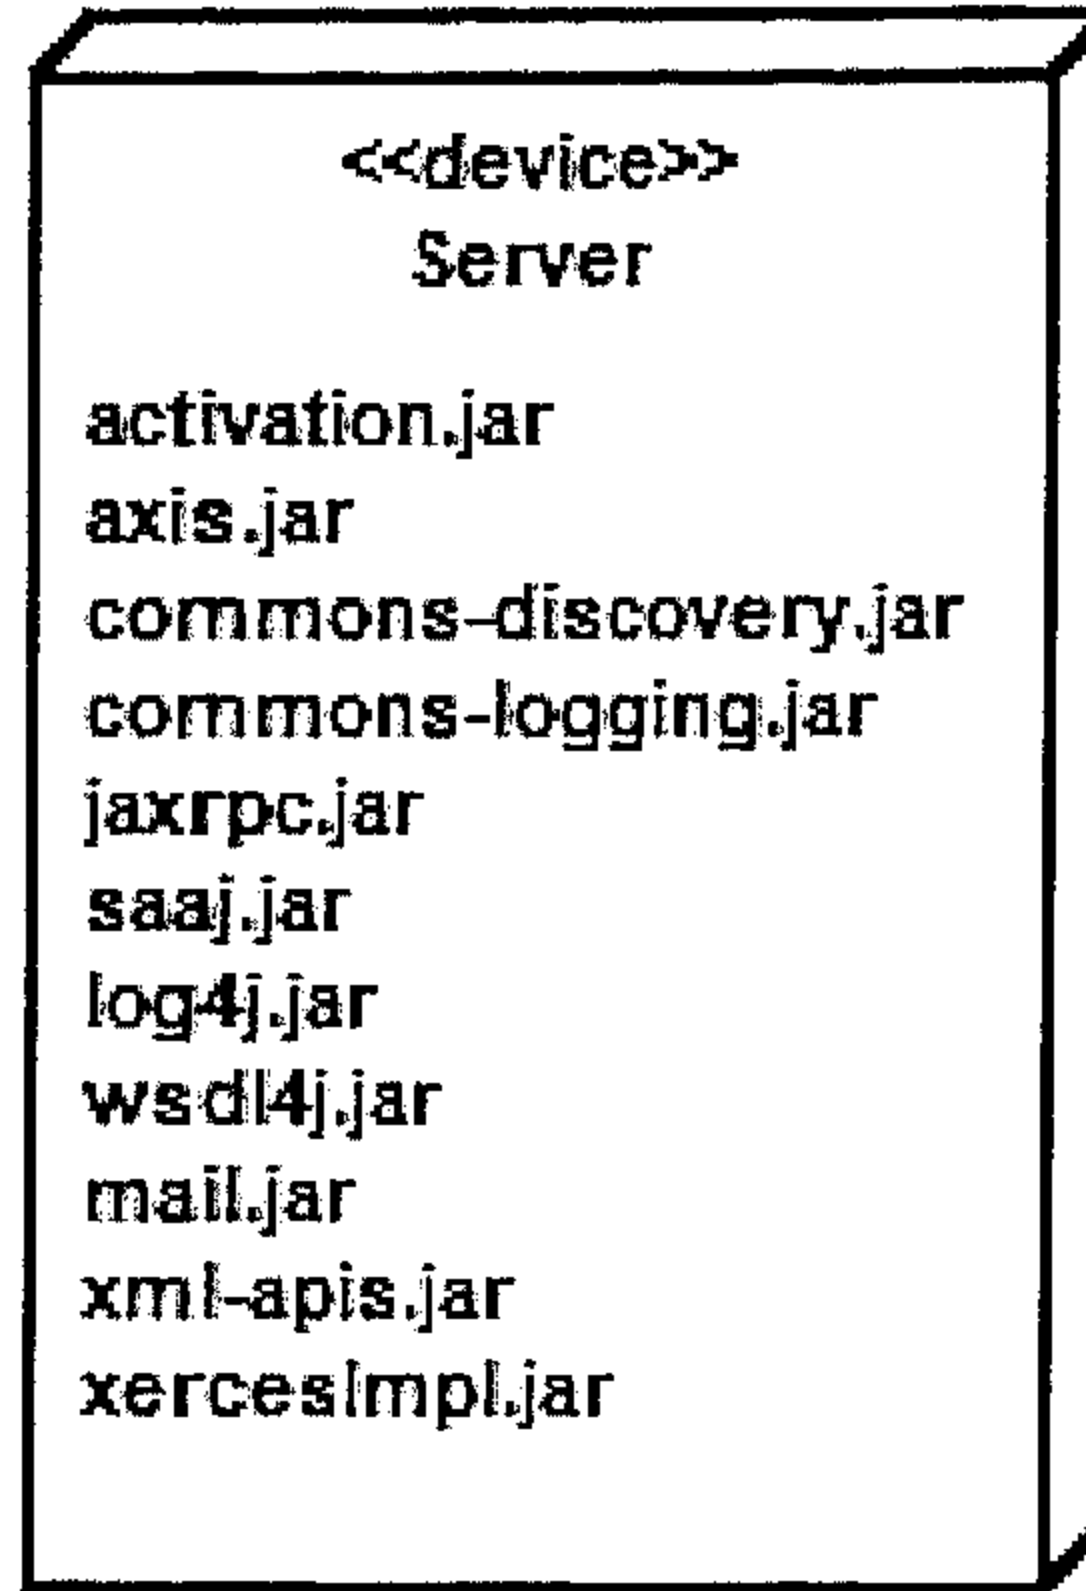 <<device>>
Server
activation.jar
axis.jar
commons-discovery.jar
commons-logging.jar
jaxrpc.jar
saaj.jar
log4j.jar
wsdl4j.jar
mail.jar
xml-apis.jar
xercesImpl.jar